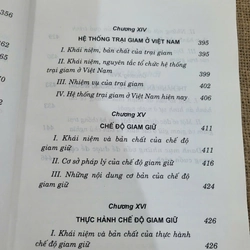 356
362
365
Chương XIV
HỆ THỐNG TRẠI GIAM Ở VIỆT NAM 395
I. Khái niệm, bản chất của trại giam 395
II. Khái niệm, nguyên tắc tổ chức hệ thống
trại giam ở Việt Nam 399
III. Nhiệm vụ của trại giam 402
IV. Hệ thống trại giam ở Việt Nam hiện nay
406
Chương XV
CHẾ ĐỘ GIAM GIỮ 411
I. Khái niệm và bản chất của chế độ
giam giữ 411
II. Cơ sở pháp lý của chế độ giam giữ 416
III. Những nội dung cơ bản của chế độ
giam giữ 424
Chương XVI
THỰC HÀNH CHẾ ĐỘ GIAM GIỮ 426
I. Khái niệm và bản chất của thực hành
chế độ giam giữ 426